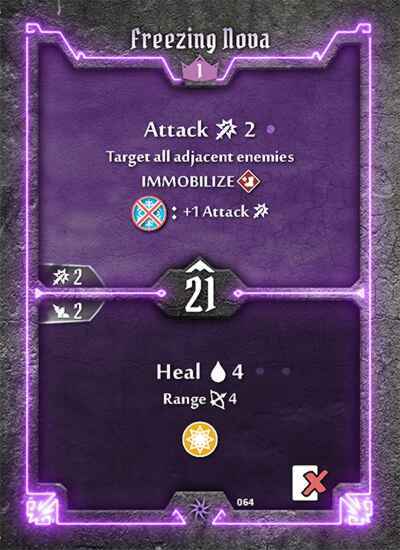 Freezing Nova
1
Attack 2
Target all adjacent enemies
IMMOBILIZE
: +1 Attack
2
21
2
Heal 4
Range 4
064